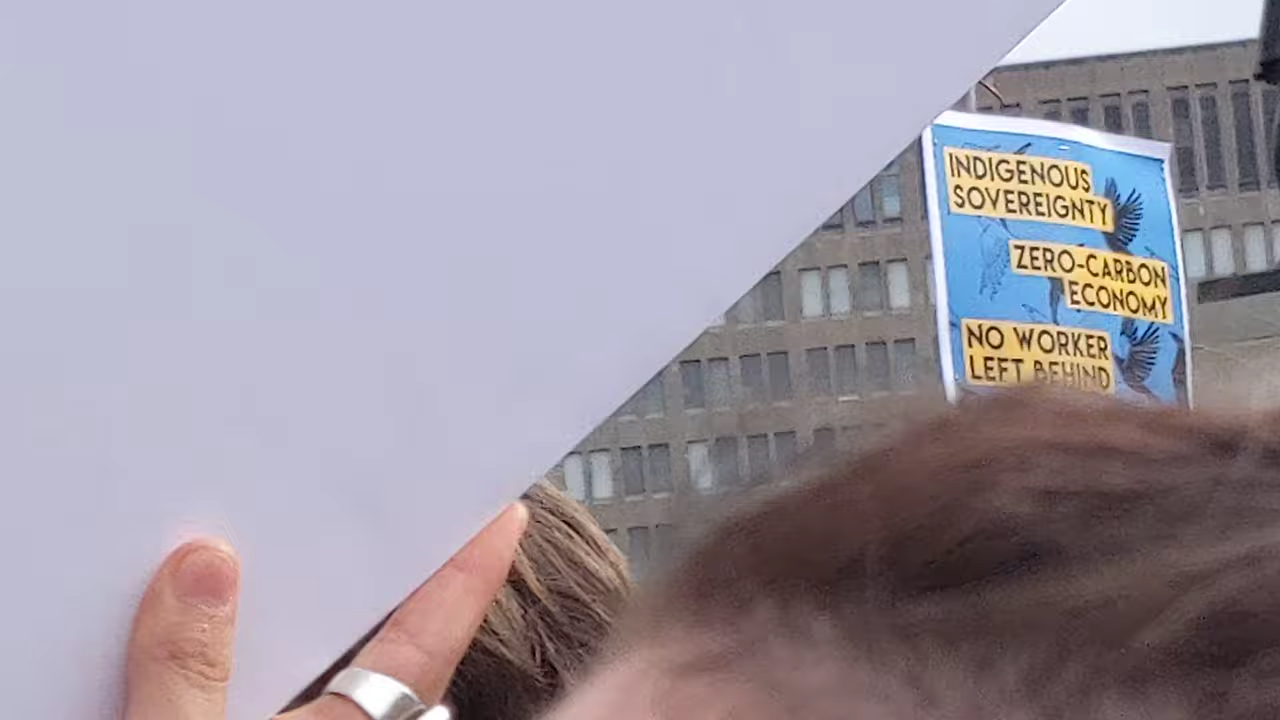 INDIGENOUS
SOVEREIGNTY
ZERO-CARBON
ECONOMY
NO WORKER
LEFT BEHIND